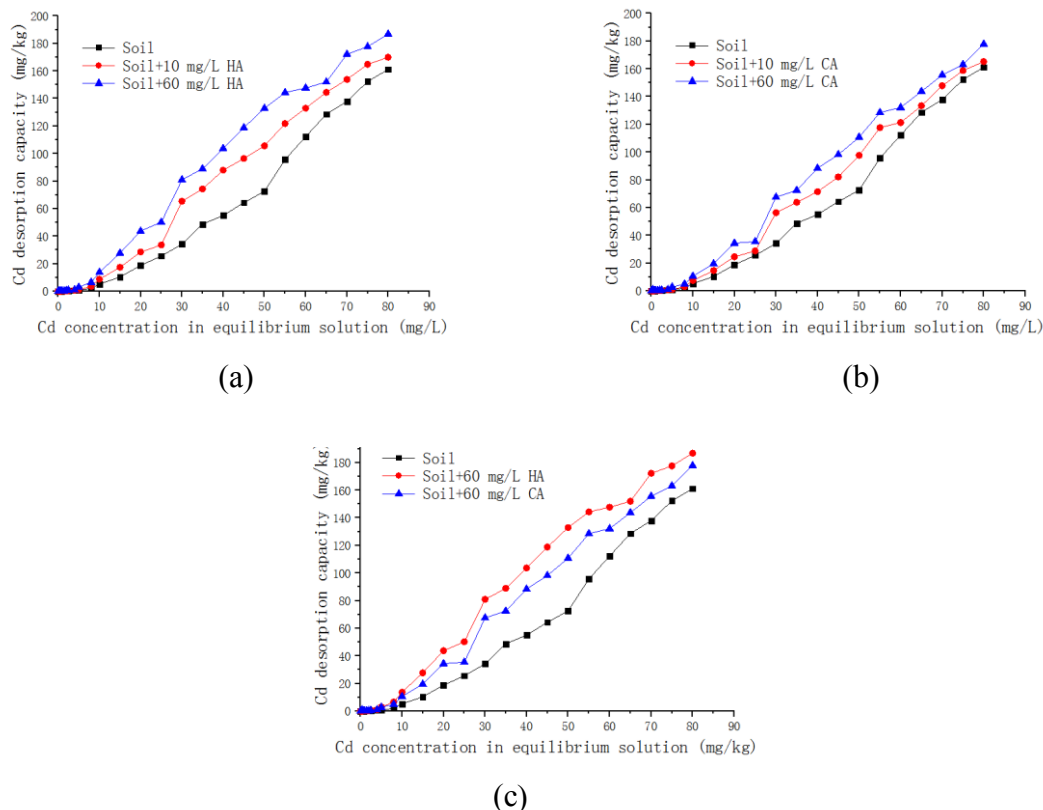 Cd desorption capacity (mg/kg)
200
180
160
140
120
100
80
60
40
20
0
Soil
Soil+10 mg/L HA
Soil+60 mg/L HA
0 10 20 30 40 50 60 70 80 90
Cd concentration in equilibrium solution (mg/L)
(a)
Cd desorption capacity (mg/kg)
200
180
160
140
120
100
80
60
40
20
0
Soil
Soil+10 mg/L CA
Soil+60 mg/L CA
0 10 20 30 40 50 60 70 80 90
Cd concentration in equilibrium solution (mg/L)
(b)
Cd desorption capacity (mg/kg)
180
160
140
120
100
80
60
40
20
0
Soil
Soil+60 mg/L HA
Soil+60 mg/L CA
0 10 20 30 40 50 60 70 80 90
Cd concentration in equilibrium solution (mg/kg)
(c)